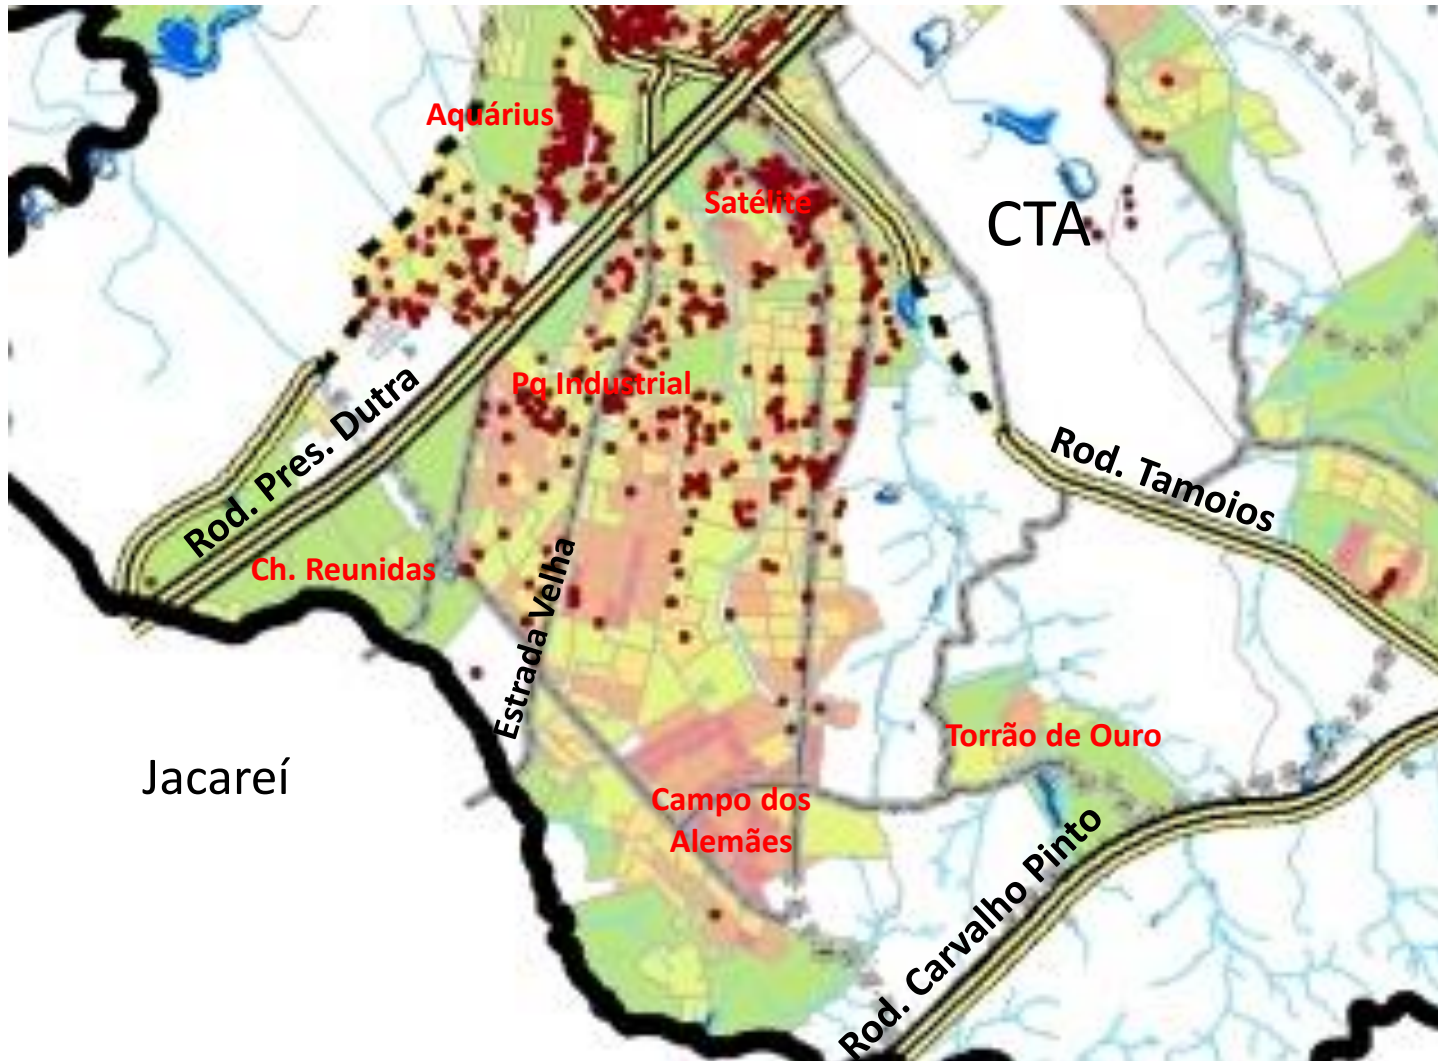 Aquárius
Satélite
CTA
Pq Industrial
Rod. Pres. Dutra
Rod. Tamoios
Ch. Reunidas
Estrada Velha
Torrão de Ouro
Jacareí
Campo dos
Alemães
Rod. Carvalho Pinto